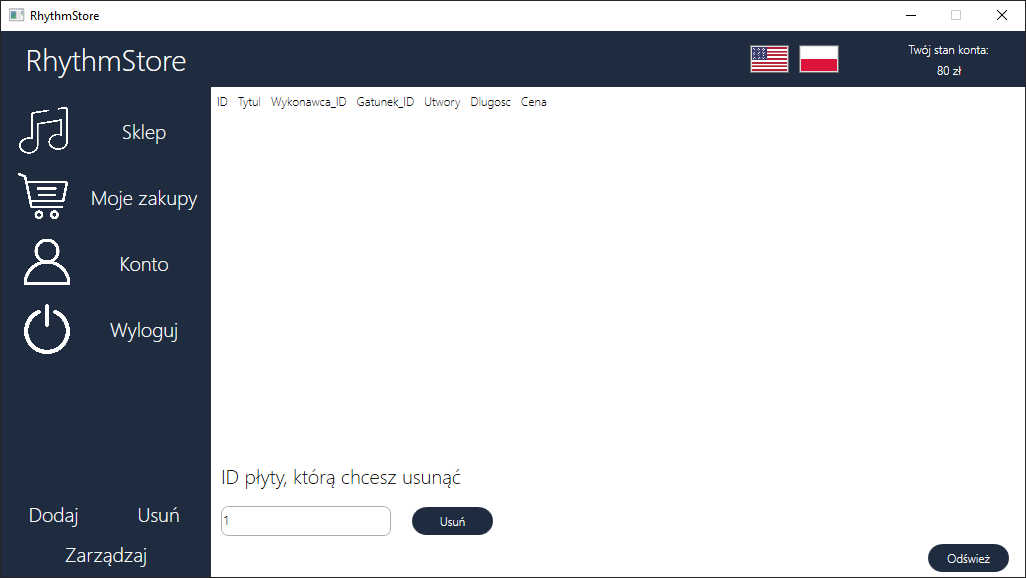 RhythmStore
RhythmStore
Twój stan konta:
80 zł
Sklep
Moje zakupy
Konto
Wyloguj
Dodaj Usuń
Zarządzaj
ID Tytul Wykonawca_ID Gatunek_ID Utwory Dlugosc Cena
ID płyty, którą chcesz usunąć
1 Usuń
Odśwież